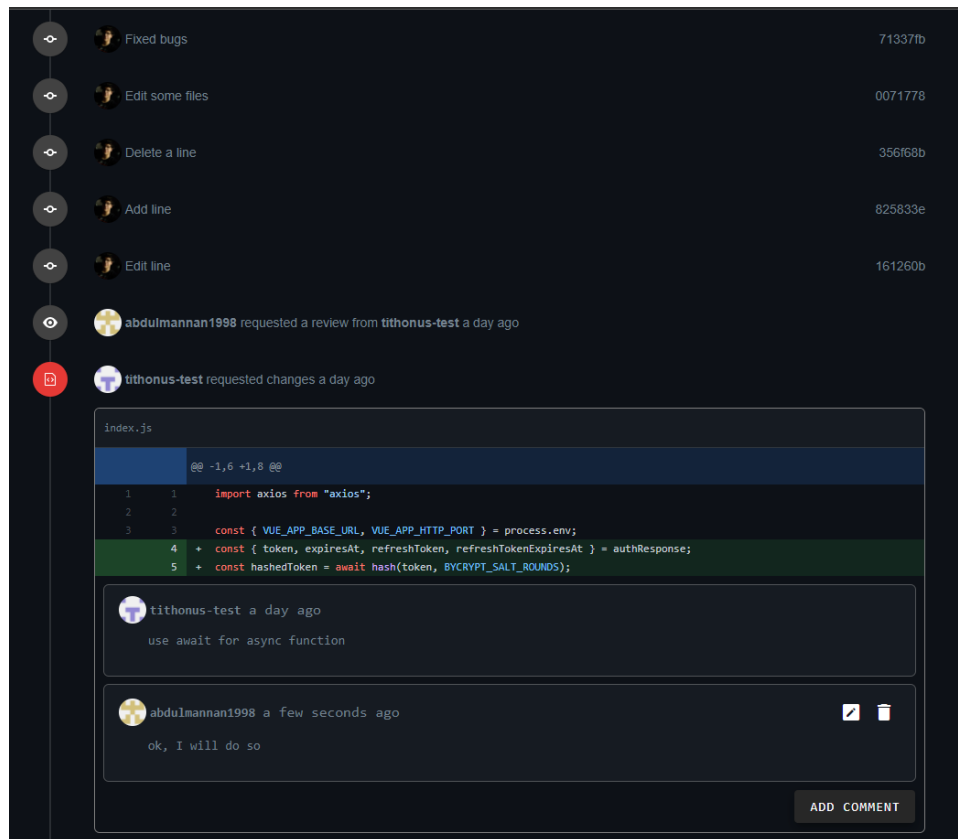 Fixed bugs 71337fb
Edit some files 0071778
Delete a line 356f68b
Add line 825833e
Edit line 161260b
abdulmannan1998 requested a review from tithonus-test a day ago
tithonus-test requested changes a day ago
index.js
@@ -1,6 +1,8 @@
1 1 import axios from "axios";
2 2
3 3 const { VUE_APP_BASE_URL, VUE_APP_HTTP_PORT } = process.env;
4 + const { token, expiresAt, refreshToken, refreshTokenExpiresAt } = authResponse;
5 + const hashedToken = await hash(token, BYCRYPT_SALT_ROUNDS);
tithonus-test a day ago
use await for async function
abdulmannan1998 a few seconds ago
ok, I will do so
ADD COMMENT